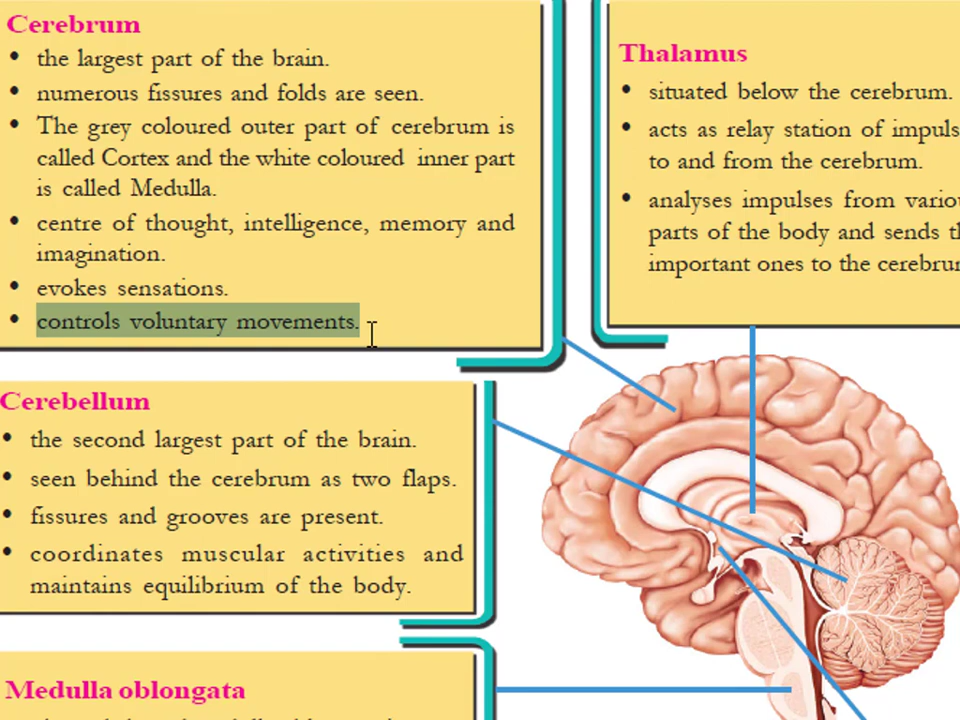 Cerebrum
• the largest part of the brain.
• numerous fissures and folds are seen.
• The grey coloured outer part of cerebrum is
called Cortex and the white coloured inner part
is called Medulla.
• centre of thought, intelligence, memory and
imagination.
• evokes sensations.
• controls voluntary movements.
Thalamus
• situated below the cerebrum.
• acts as relay station of
to and from the cerebrum.
• analyses impulses from
parts of the body and sends
important ones to the
Cerebellum
• the second largest part of the brain.
• seen behind the cerebrum as two flaps.
• fissures and grooves are present.
• coordinates muscular activities and
maintains equilibrium of the body.
Medulla oblongata